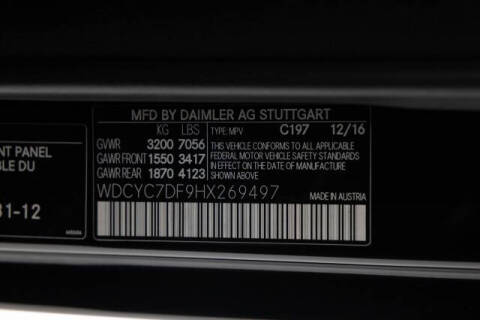 MFD BY DAIMLER AG STUTTGART
KG LBS TYPE: MPV C197 12/16
GVWR 3200 7056
GAWR FRONT 1550 3417
GAWR REAR 1870 4123
THIS VEHICLE CONFORMS TO ALL APPLICABLE
FEDERAL MOTOR VEHICLE SAFETY STANDARDS
IN EFFECT ON THE DATE OF MANUFACTURE
SHOWN ABOVE.
WDCYC7DF9HX269497 MADE IN AUSTRIA
NT PANEL
BLE DU
31-12